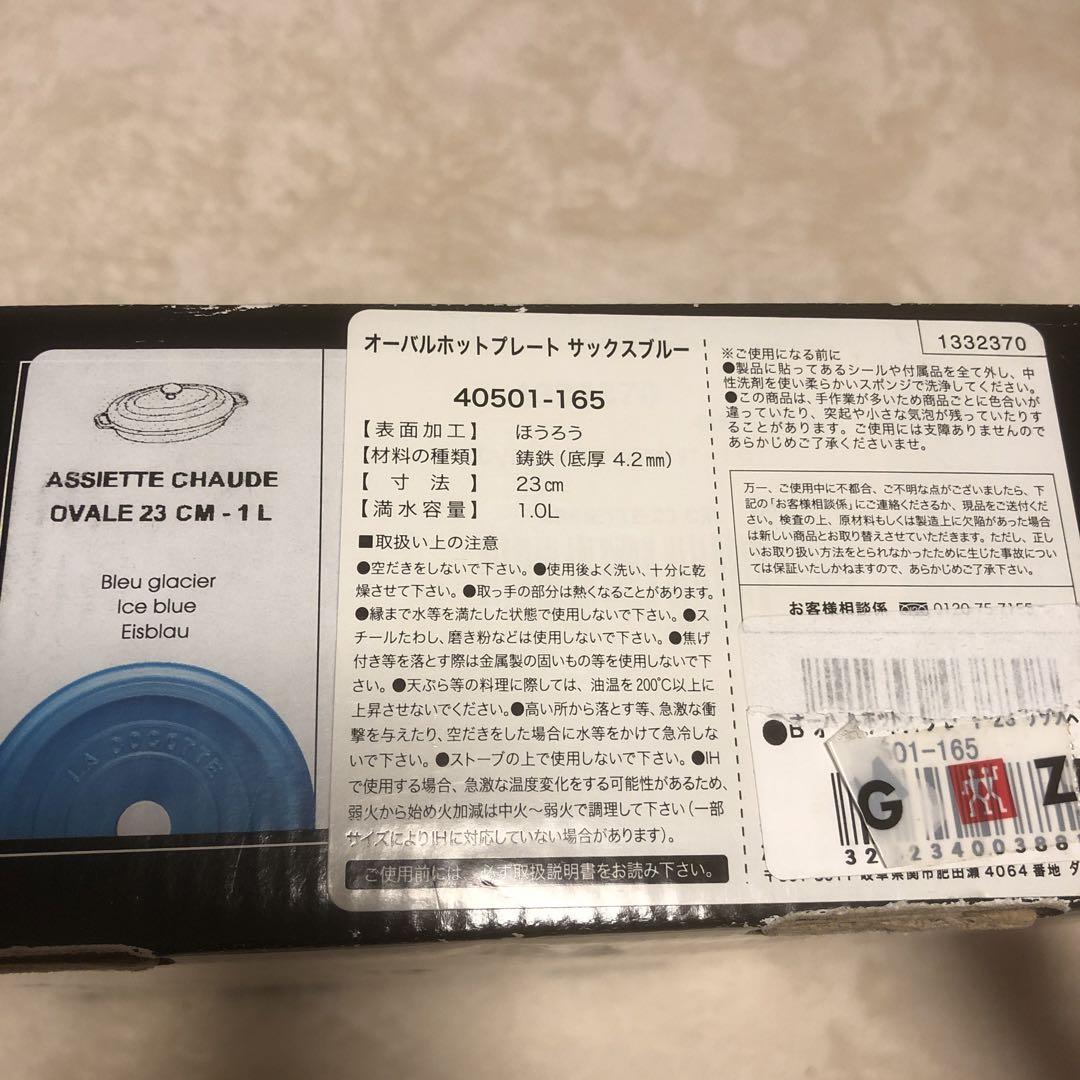 ASSIETTE CHAUDE
OVALE 23 CM - 1 L
Bleu glacier
Ice blue
Eisblau
LA COCOTTE
オーバルホットプレート サックスブルー
40501-165
【表面加工】 ほうろう
【材料の種類】 鋳鉄（底厚 4.2mm）
【寸法】 23cm
【満水容量】 1.0L
■取扱い上の注意
●空だきをしないで下さい。●使用後よく洗い、十分に乾
燥させて下さい。●取っ手の部分は熱くなることがあります。
●縁まで水等を満たした状態で使用しないで下さい。●ス
チールたわし、磨き粉などは使用しないで下さい。●焦げ
付き等を落とす際は金属製の固いもの等を使用しないで下
さい。●天ぷら等の料理に際しては、油温を200℃以上に
上昇させないでください。●高い所から落とす等、急激な衝
撃を与えたり、空だきをした場合に水等をかけて急冷しな
いで下さい。●ストーブの上で使用しないで下さい。●IH
で使用する場合、急激な温度変化をする可能性があるため、
弱火から始め火加減は中火～弱火で調理して下さい（一部
サイズによりIHに対応していない場合があります）。
ご使用前には 必ず取扱説明書をお読み下さい。
1332370
※ご使用になる前に
●製品に貼ってあるシールや付属品を全て外し、中
性洗剤を使い柔らかいスポンジで洗浄してください。
●この商品は、手作業が多いため商品ごとに色合いが
違っていたり、突起や小さな気泡が残っていたりす
ることがあります。ご使用には支障ありませんので
あらかじめご了承くださいませ。
万一、ご使用中に不都合、ご不明な点がございましたら、下
記の「お客様相談係」にご連絡くださるか、現品をご送付くださ
い。検査の上、原材料もしくは製造上に欠陥があった場合
は新しい商品とお取り替えさせていただきます。ただし、正し
いお取り扱い方法をとられなかったために生じた事故につい
ては保証いたしかねますので、あらかじめご了承下さい。
お客様相談係 0120-75-7155
01-165
G
Z
岐阜県関市肥田瀬4064番地